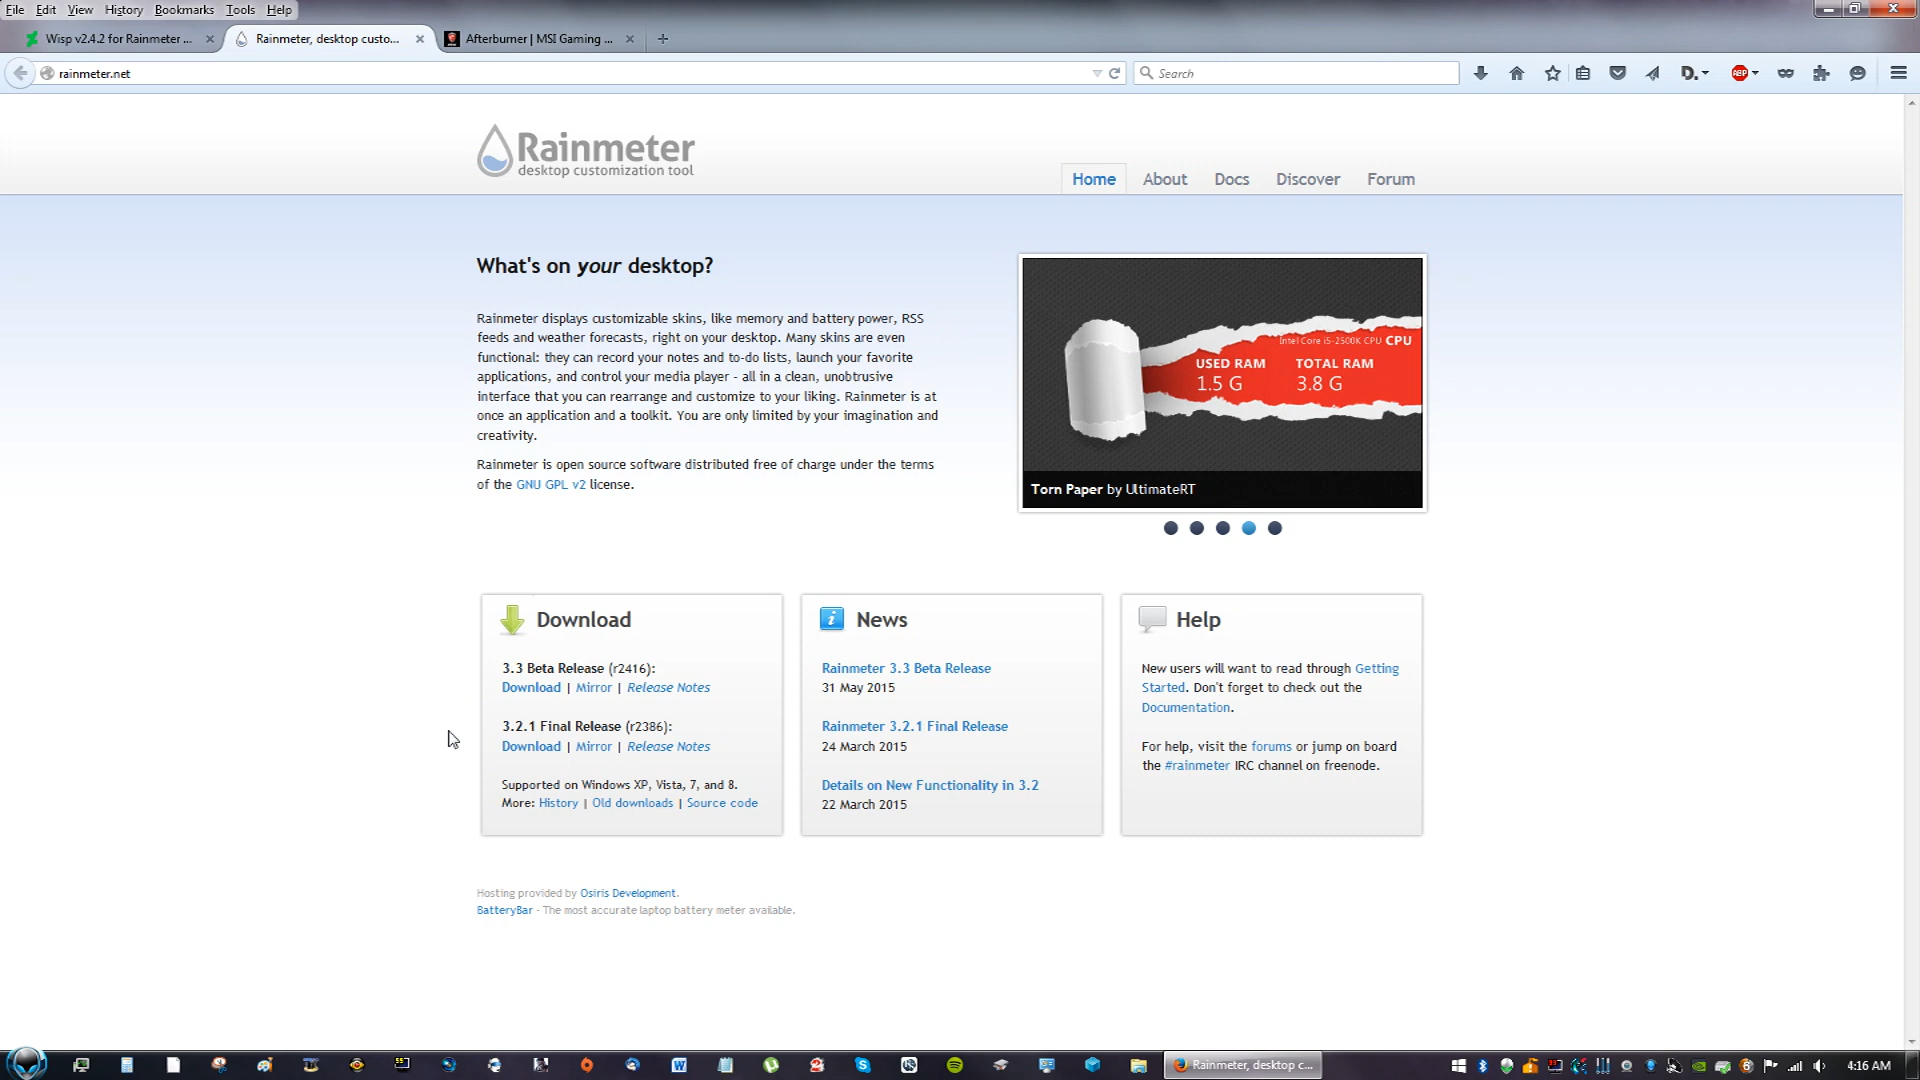 File Edit View History Bookmarks Tools Help
Wisp v2.4.2 for Rainmeter ...
Rainmeter, desktop custo...
Afterburner | MSI Gaming ...
rainmeter.net
Search
D.
ABP
Rainmeter
desktop customization tool
Home About Docs Discover Forum
What's on your desktop?
Rainmeter displays customizable skins, like memory and battery power, RSS
feeds and weather forecasts, right on your desktop. Many skins are even
functional: they can record your notes and to-do lists, launch your favorite
applications, and control your media player - all in a clean, unobtrusive
interface that you can rearrange and customize to your liking. Rainmeter is at
once an application and a toolkit. You are only limited by your imagination and
creativity.
Rainmeter is open source software distributed free of charge under the terms
of the GNU GPL v2 license.
Intel Core i5-2500K CPU CPU
USED RAM TOTAL RAM
1.5 G 3.8 G
Torn Paper by UltimateRT
Download
3.3 Beta Release (r2416):
Download | Mirror | Release Notes
3.2.1 Final Release (r2386):
Download | Mirror | Release Notes
Supported on Windows XP, Vista, 7, and 8.
More: History | Old downloads | Source code
News
Rainmeter 3.3 Beta Release
31 May 2015
Rainmeter 3.2.1 Final Release
24 March 2015
Details on New Functionality in 3.2
22 March 2015
Help
New users will want to read through Getting
Started. Don't forget to check out the
Documentation.
For help, visit the forums or jump on board
the #rainmeter IRC channel on freenode.
Hosting provided by Osiris Development.
BatteryBar - The most accurate laptop battery meter available.
Rainmeter, desktop c...
4:16 AM